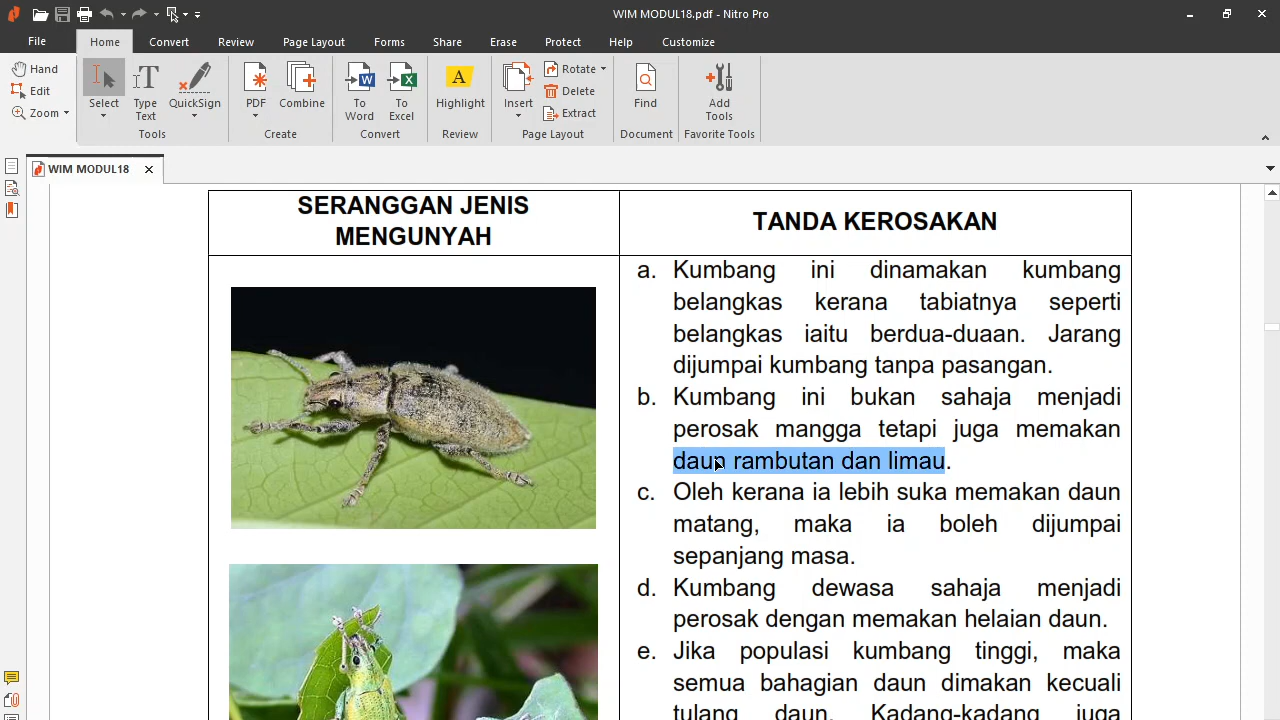 WIM MODUL18.pdf - Nitro Pro
File Home Convert Review Page Layout Forms Share Erase Protect Help Customize
Hand
Edit
Zoom
Select
Type Text
QuickSign
Tools
PDF
Combine
Create
To Word
To Excel
Convert
Highlight
Review
Insert
Rotate
Delete
Extract
Page Layout
Find
Document
Add Tools
Favorite Tools
WIM MODUL18
SERANGGAN JENIS
MENGUNYAH
TANDA KEROSAKAN
a. Kumbang ini dinamakan kumbang
belangkas kerana tabiatnya seperti
belangkas iaitu berdua-duaan. Jarang
dijumpai kumbang tanpa pasangan.
b. Kumbang ini bukan sahaja menjadi
perosak mangga tetapi juga memakan
daun rambutan dan limau.
c. Oleh kerana ia lebih suka memakan daun
matang, maka ia boleh dijumpai
sepanjang masa.
d. Kumbang dewasa sahaja menjadi
perosak dengan memakan helaian daun.
e. Jika populasi kumbang tinggi, maka
semua bahagian daun dimakan kecuali
tulang daun. Kadang-kadang juga